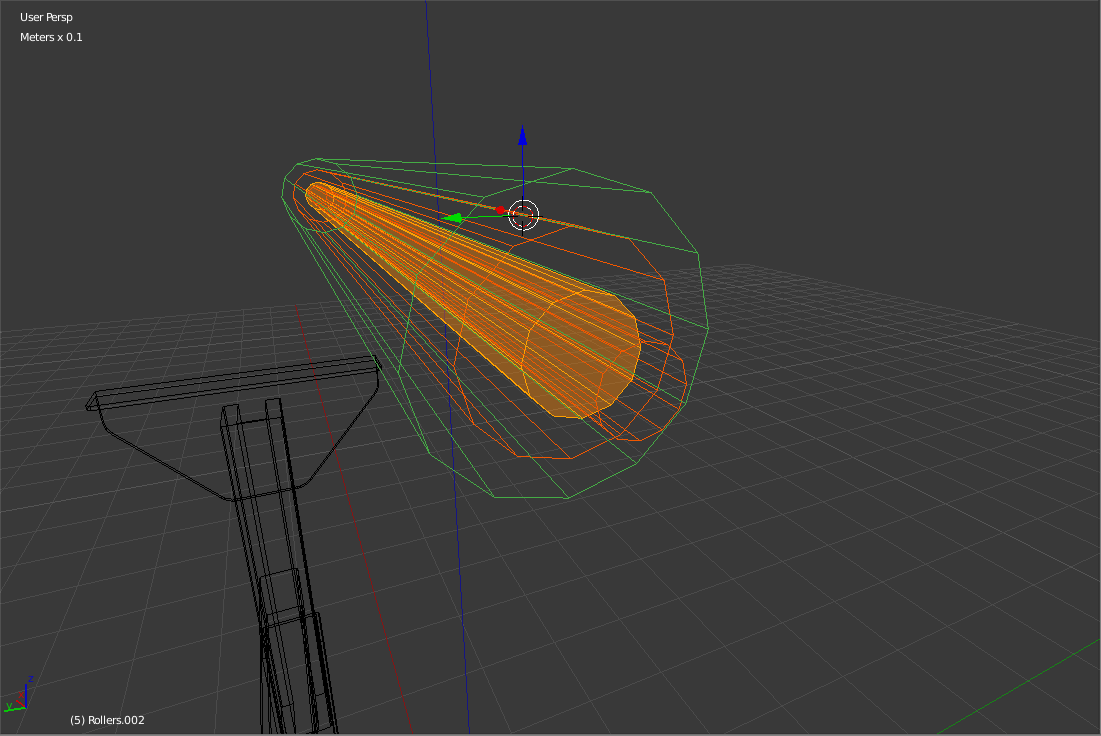 User Persp
Meters x 0.1
z
y
(5) Rollers.002